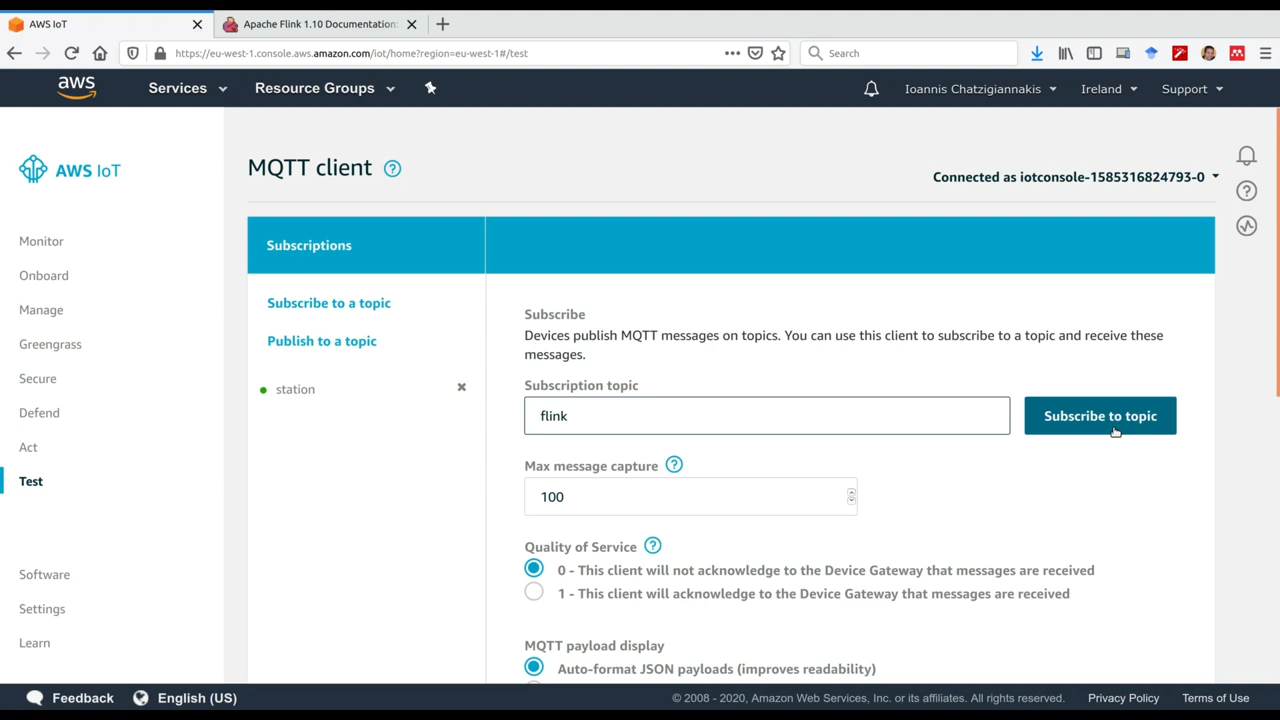 AWS IoT
Apache Flink 1.10 Documentation:
https://eu-west-1.console.aws.amazon.com/iot/home?region=eu-west-1#/test
Search
aws
Services
Resource Groups
Ioannis Chatzigiannakis
Ireland
Support
AWS IoT
MQTT client
Connected as iotconsole-1585316824793-0
Monitor
Onboard
Manage
Greengrass
Secure
Defend
Act
Test
Software
Settings
Learn
Subscriptions
Subscribe to a topic
Publish to a topic
station
Subscribe
Devices publish MQTT messages on topics. You can use this client to subscribe to a topic and receive these
messages.
Subscription topic
flink
Subscribe to topic
Max message capture
100
Quality of Service
0 - This client will not acknowledge to the Device Gateway that messages are received
1 - This client will acknowledge to the Device Gateway that messages are received
MQTT payload display
Auto-format JSON payloads (improves readability)
Feedback
English (US)
© 2008 - 2020, Amazon Web Services, Inc. or its affiliates. All rights reserved.
Privacy Policy
Terms of Use